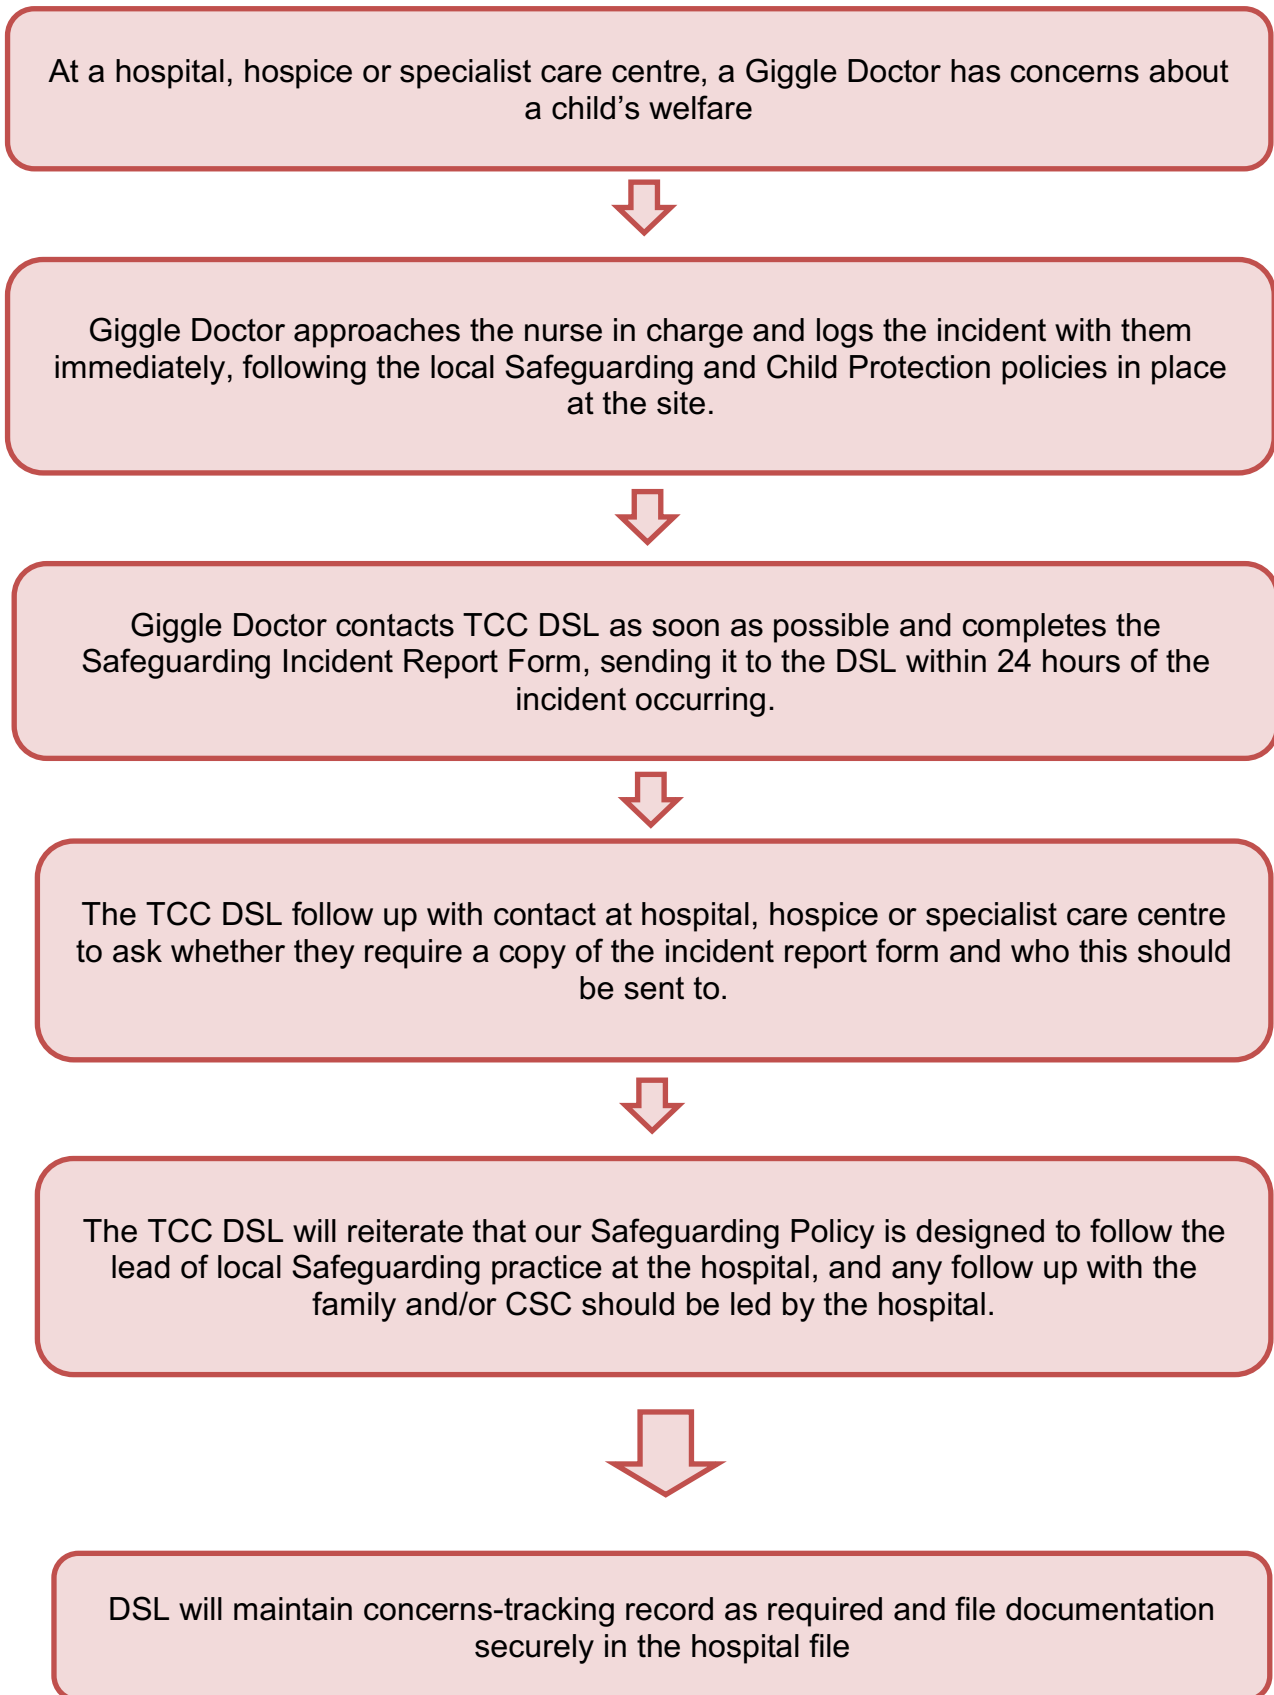 At a hospital, hospice or specialist care centre, a Giggle Doctor has concerns about
a child’s welfare
Giggle Doctor approaches the nurse in charge and logs the incident with them
immediately, following the local Safeguarding and Child Protection policies in place
at the site.
Giggle Doctor contacts TCC DSL as soon as possible and completes the
Safeguarding Incident Report Form, sending it to the DSL within 24 hours of the
incident occurring.
The TCC DSL follow up with contact at hospital, hospice or specialist care centre
to ask whether they require a copy of the incident report form and who this should
be sent to.
The TCC DSL will reiterate that our Safeguarding Policy is designed to follow the
lead of local Safeguarding practice at the hospital, and any follow up with the
family and/or CSC should be led by the hospital.
DSL will maintain concerns-tracking record as required and file documentation
securely in the hospital file